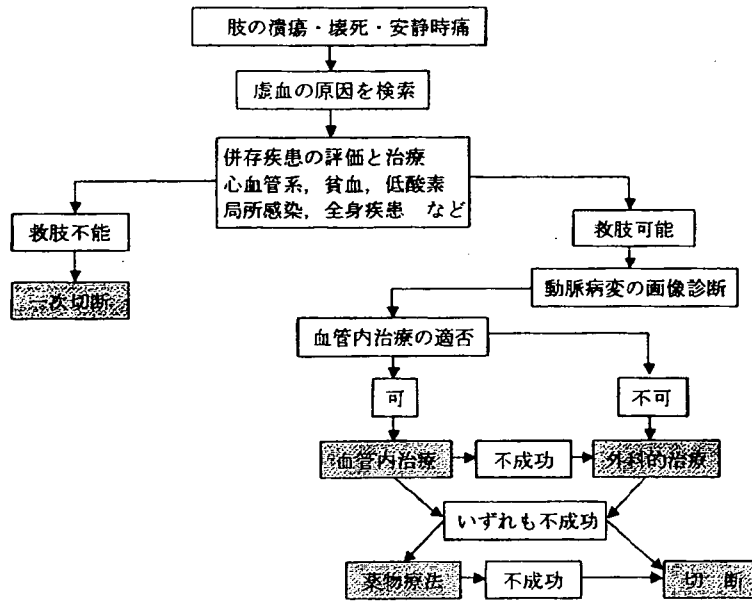 肢の潰瘍・壊死・安静時痛
虚血の原因を検索
併存疾患の評価と治療
心血管系，貧血，低酸素
局所感染，全身疾患　など
救肢不能
救肢可能
一次切断
動脈病変の画像診断
血管内治療の適否
可
不可
血管内治療
不成功
外科的治療
いずれも不成功
薬物療法
不成功
切　断